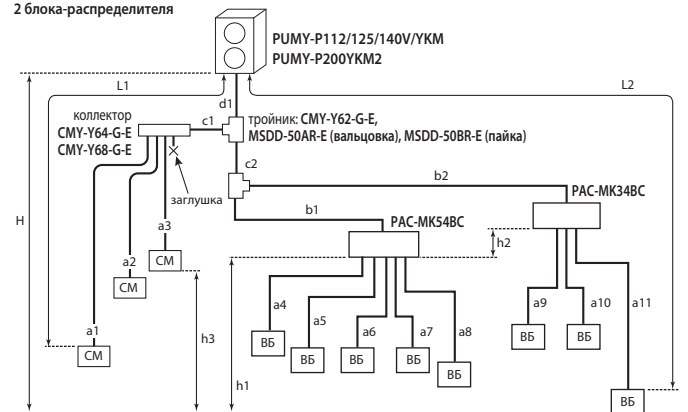 2 блока-распределителя
PUMY-P112/125/140V/YKM
PUMY-P200YKM2
L1
L2
d1
коллектор
CMY-Y64-G-E
CMY-Y68-G-E
c1
тройник: CMY-Y62-G-E,
MSDD-50AR-E (вальцовка), MSDD-50BR-E (пайка)
c2
заглушка
b2
PAC-MK34BC
b1
PAC-MK54BC
H
h2
a3
a2
СМ
СМ
a1
СМ
h3
h1
a4
a5
a6
a7
a8
ВБ
ВБ
ВБ
ВБ
ВБ
a9
a10
a11
ВБ
ВБ
ВБ